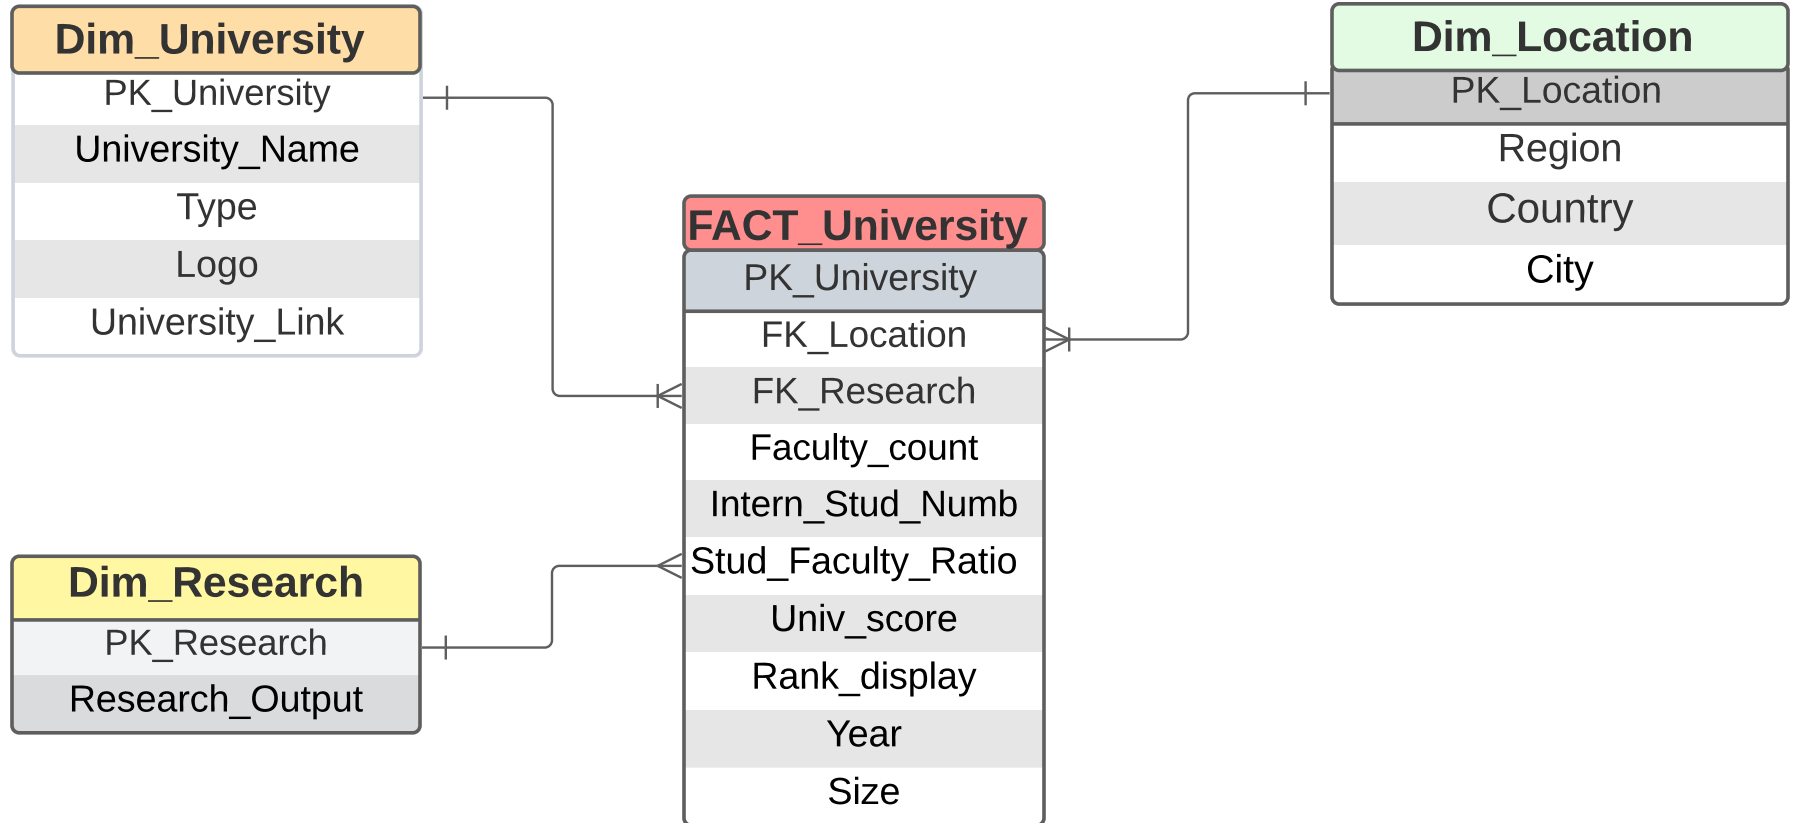 Dim_University
PK_University
University_Name
Type
Logo
University_Link
Dim_Research
PK_Research
Research_Output
FACT_University
PK_University
FK_Location
FK_Research
Faculty_count
Intern_Stud_Numb
Stud_Faculty_Ratio
Univ_score
Rank_display
Year
Size
Dim_Location
PK_Location
Region
Country
City